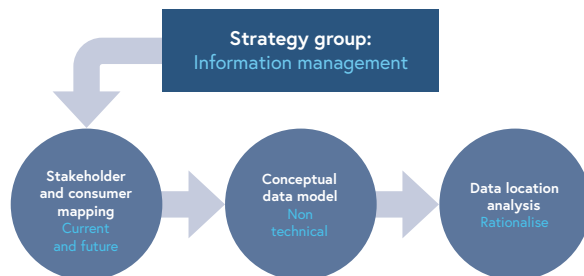 Strategy group:
Information management
Stakeholder
and consumer
mapping
Current
and future
Conceptual
data model
Non
technical
Data location
analysis
Rationalise